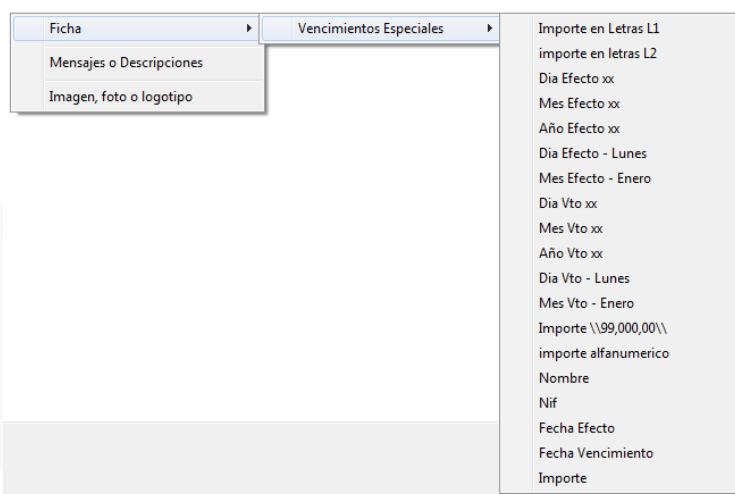 Ficha
Mensajes o Descripciones
Imagen, foto o logotipo
Vencimientos Especiales
Importe en Letras L1
importe en letras L2
Dia Efecto xx
Mes Efecto xx
Año Efecto xx
Dia Efecto - Lunes
Mes Efecto - Enero
Dia Vto xx
Mes Vto xx
Año Vto xx
Dia Vto - Lunes
Mes Vto - Enero
Importe \\99,000,00\\
importe alfanumerico
Nombre
Nif
Fecha Efecto
Fecha Vencimiento
Importe